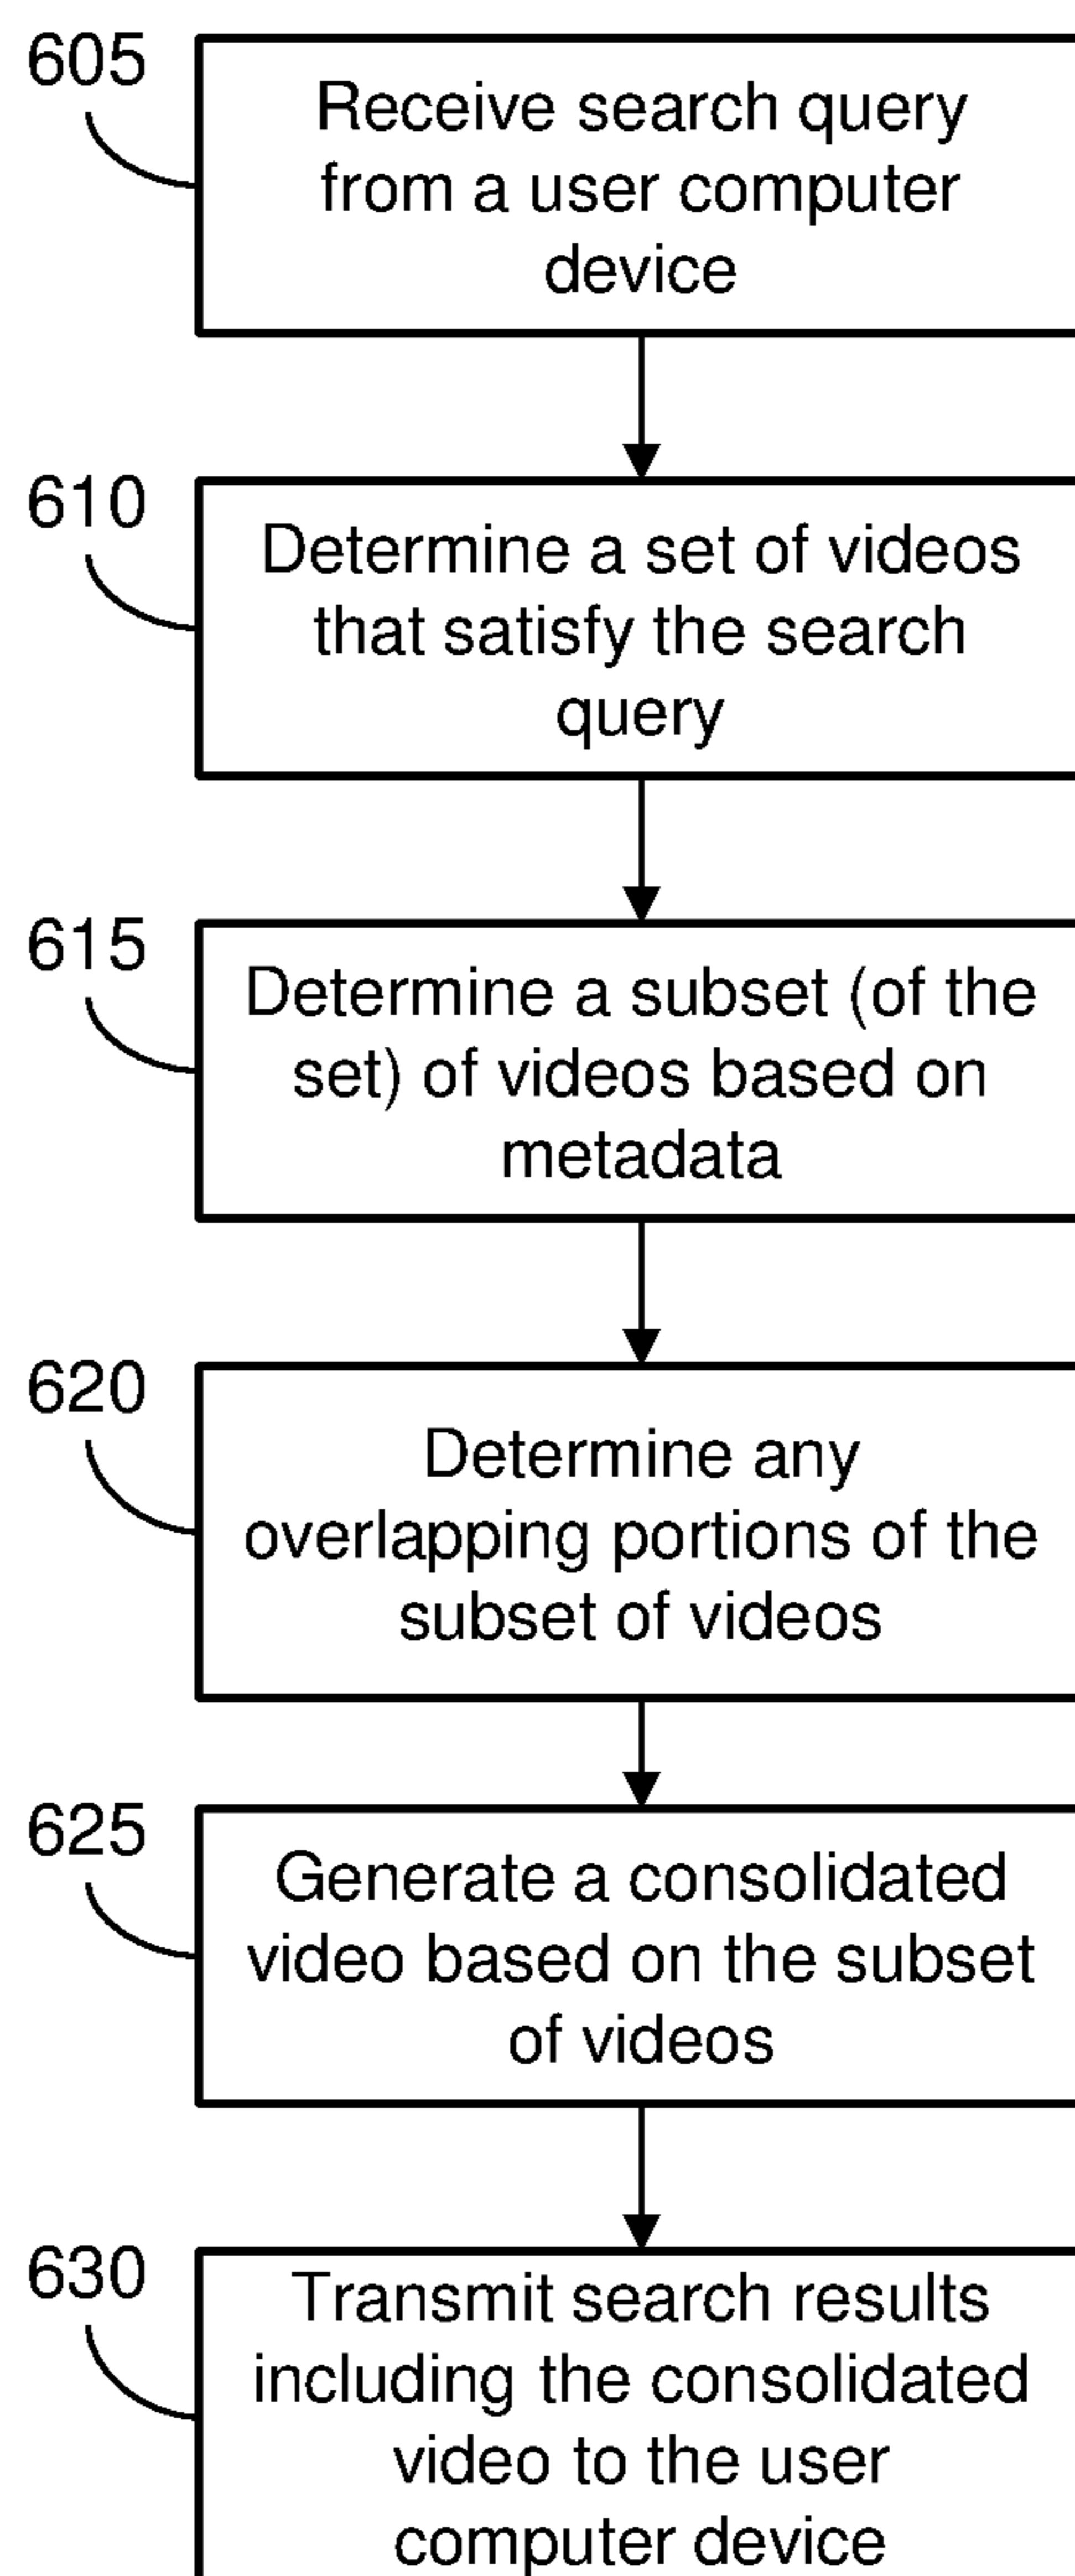 605
Receive search query
from a user computer
device
610
Determine a set of videos
that satisfy the search
query
615
Determine a subset (of the
set) of videos based on
metadata
620
Determine any
overlapping portions of the
subset of videos
625
Generate a consolidated
video based on the subset
of videos
630
Transmit search results
including the consolidated
video to the user
computer device